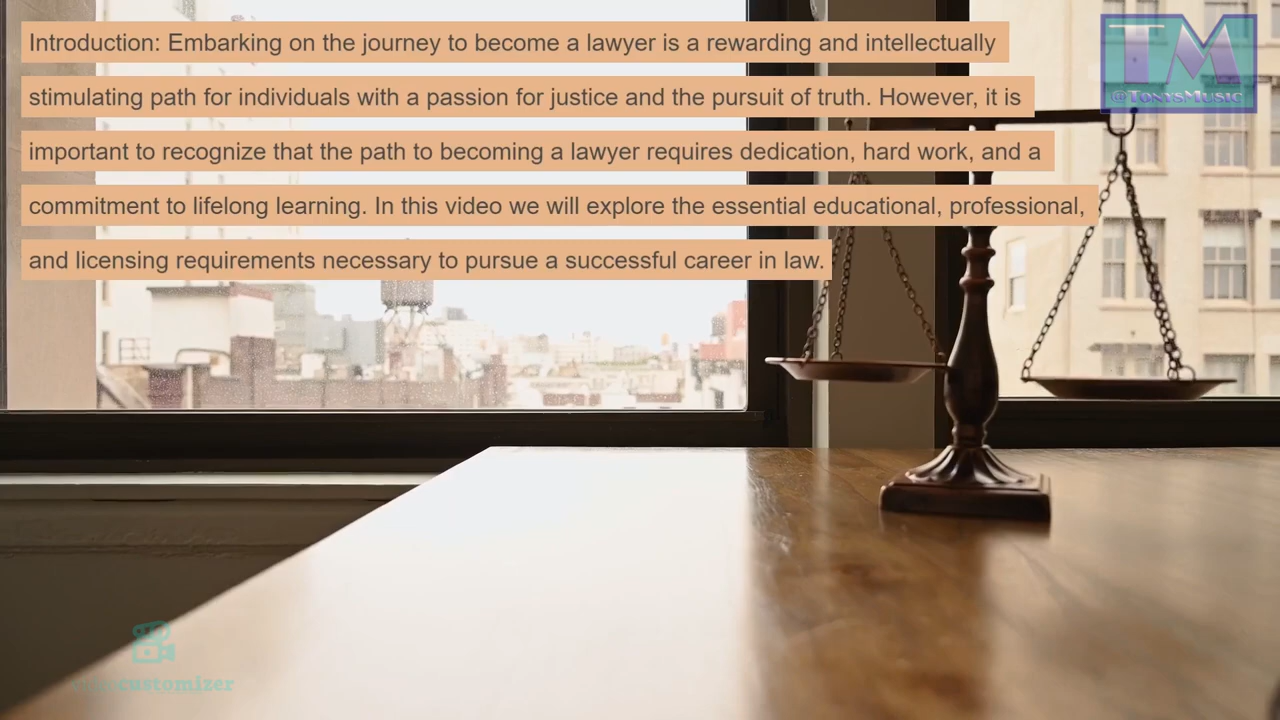 Introduction: Embarking on the journey to become a lawyer is a rewarding and intellectually
stimulating path for individuals with a passion for justice and the pursuit of truth. However, it is
important to recognize that the path to becoming a lawyer requires dedication, hard work, and a
commitment to lifelong learning. In this video we will explore the essential educational, professional,
and licensing requirements necessary to pursue a successful career in law.
TM
@TonysMusic
customizer